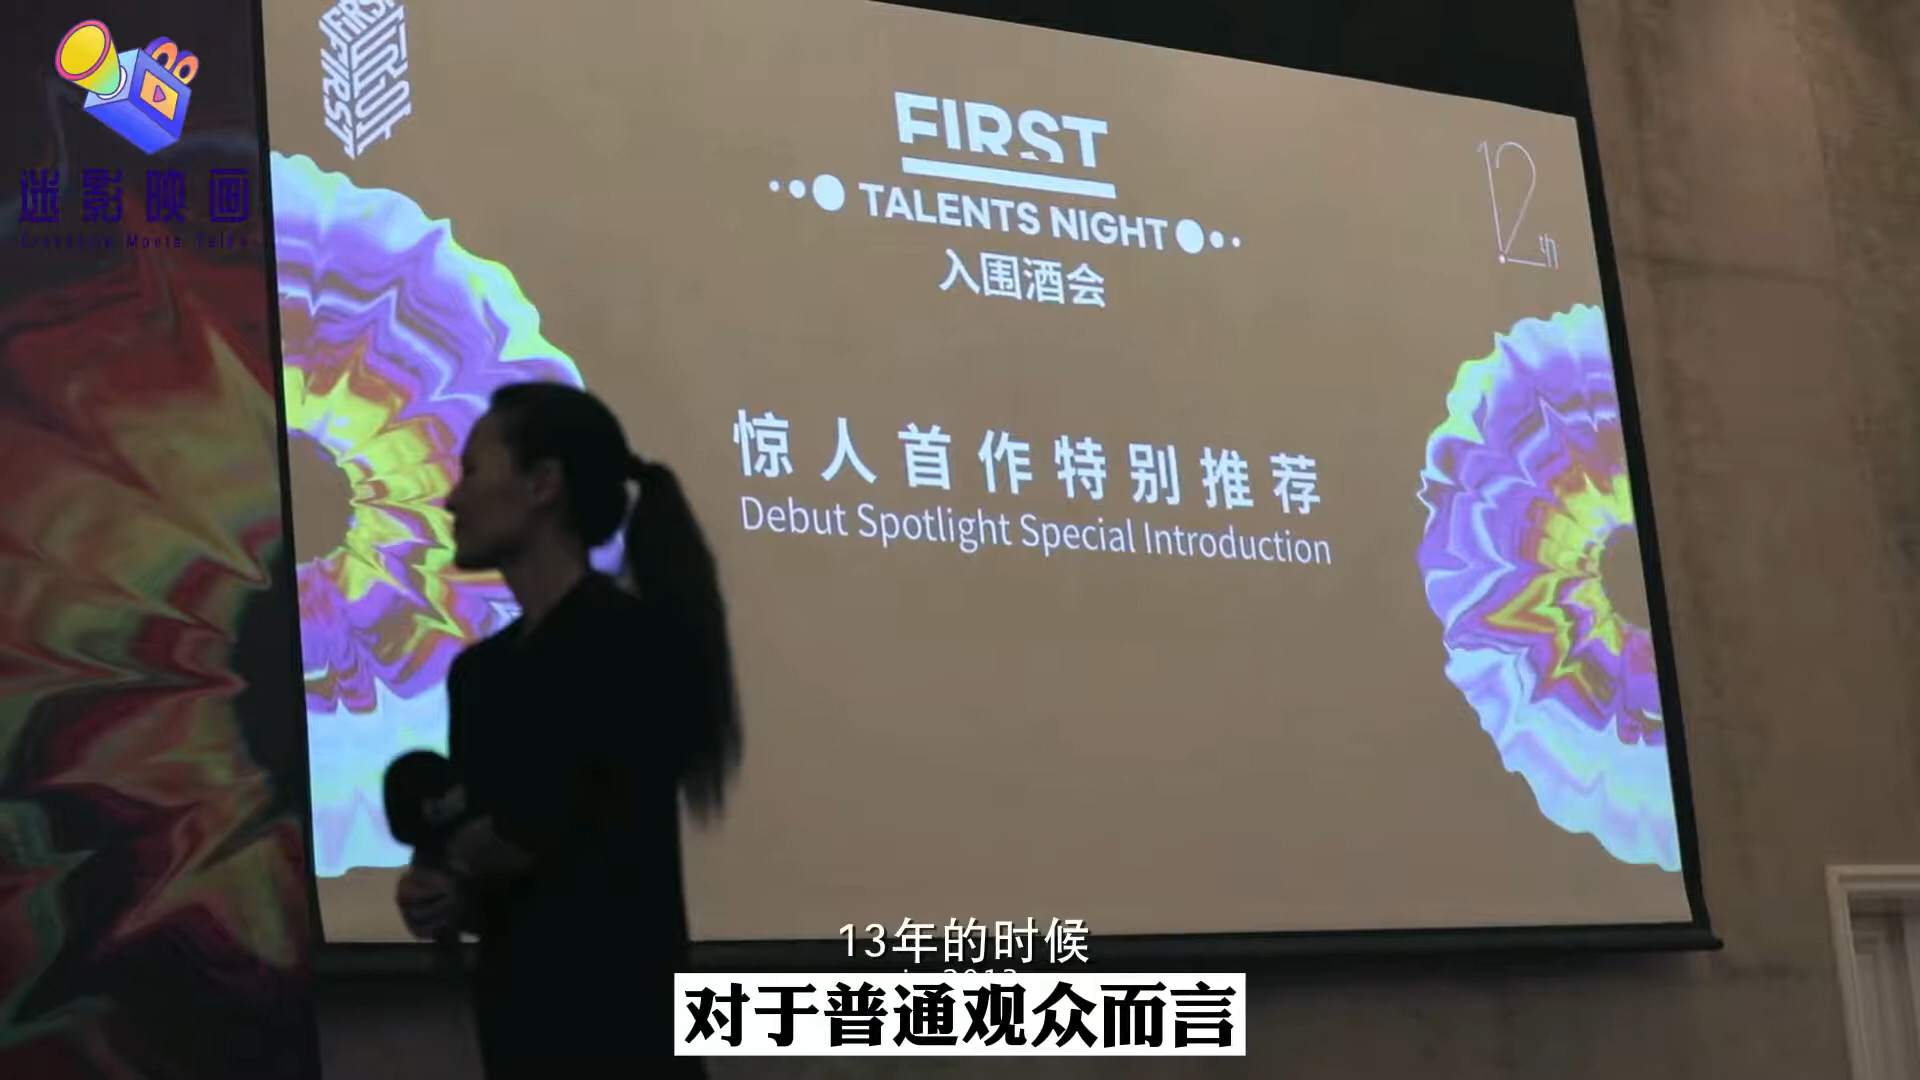 迷影映画
FIRST
TALENTS NIGHT
入围酒会
12th
惊人首作特别推荐
Debut Spotlight Special Introduction
13年的时候
对于普通观众而言